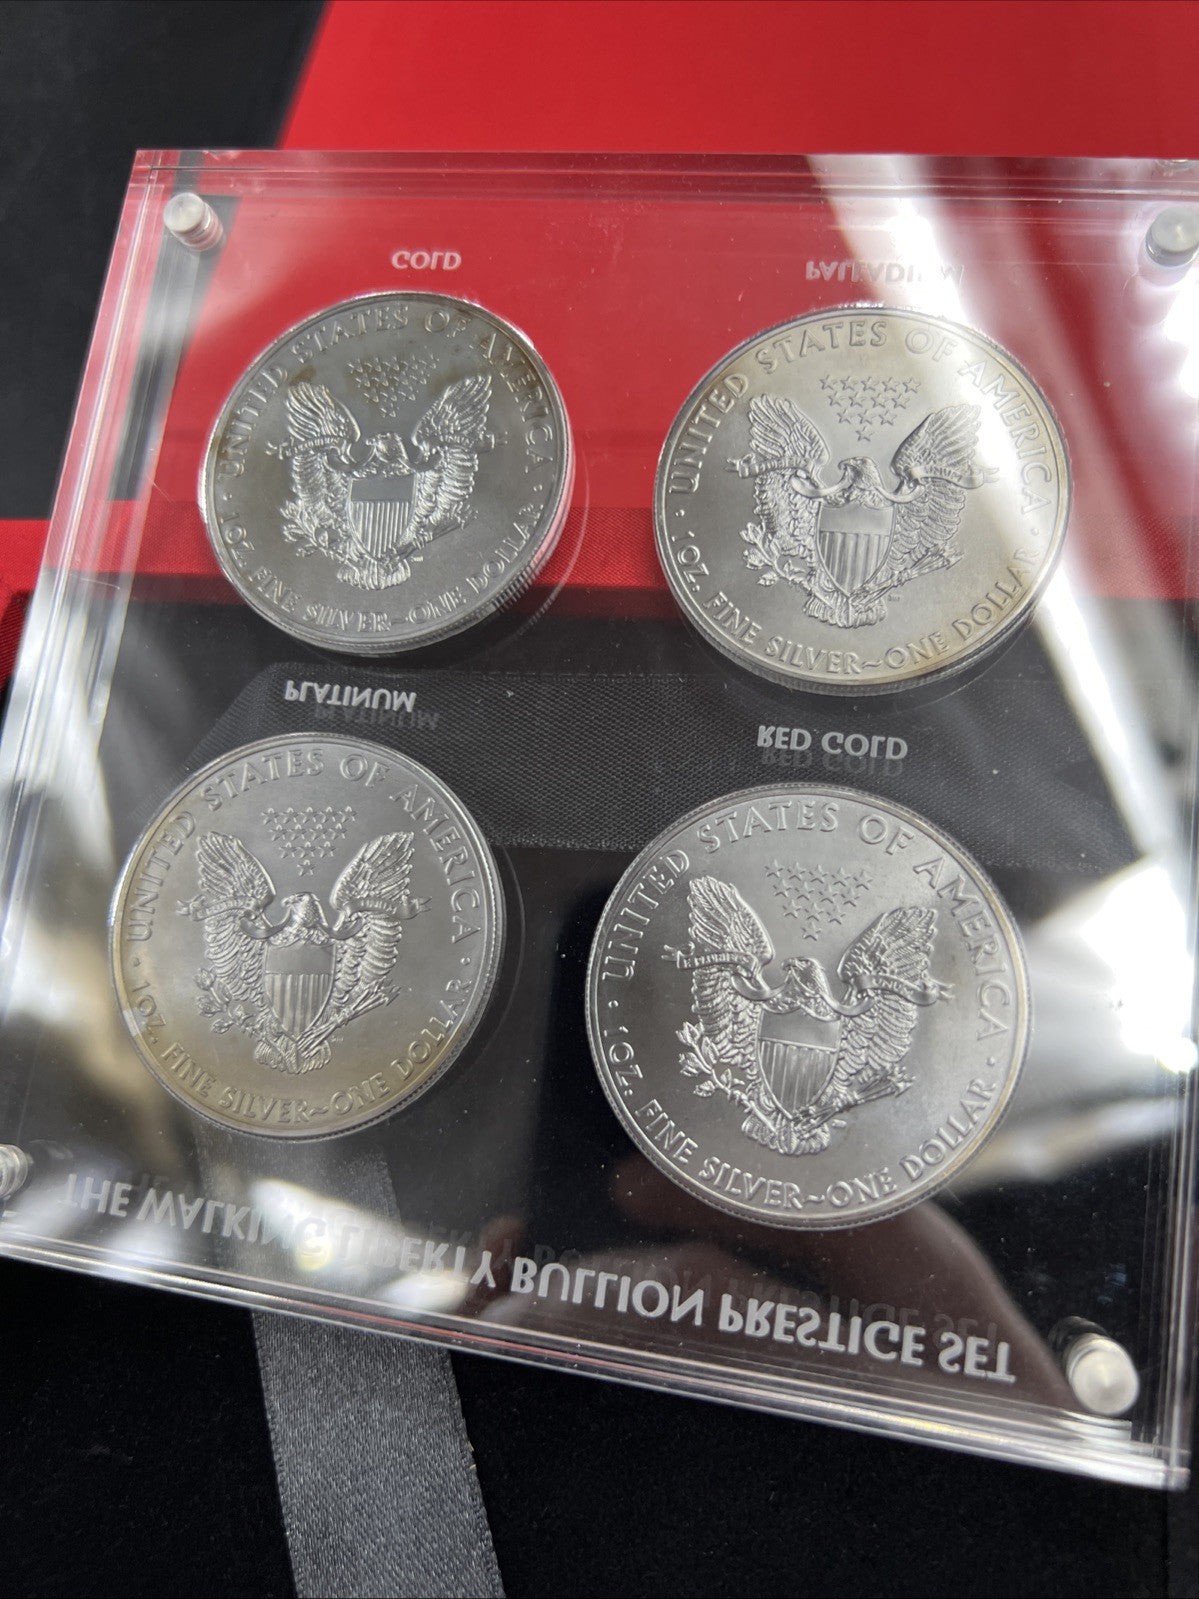 GOLD
PALLADIUM
UNITED STATES OF AMERICA
1 OZ. FINE SILVER~ONE DOLLAR
UNITED STATES OF AMERICA
UNUM
1 OZ. FINE SILVER~ONE DOLLAR
PLATINUM
RED GOLD
UNITED STATES OF AMERICA
1 OZ. FINE SILVER~ONE DOLLAR
UNITED STATES OF AMERICA
E PLURIBUS
1 OZ. FINE SILVER~ONE DOLLAR
THE WALKING LIBERTY BULLION PRESTIGE SET